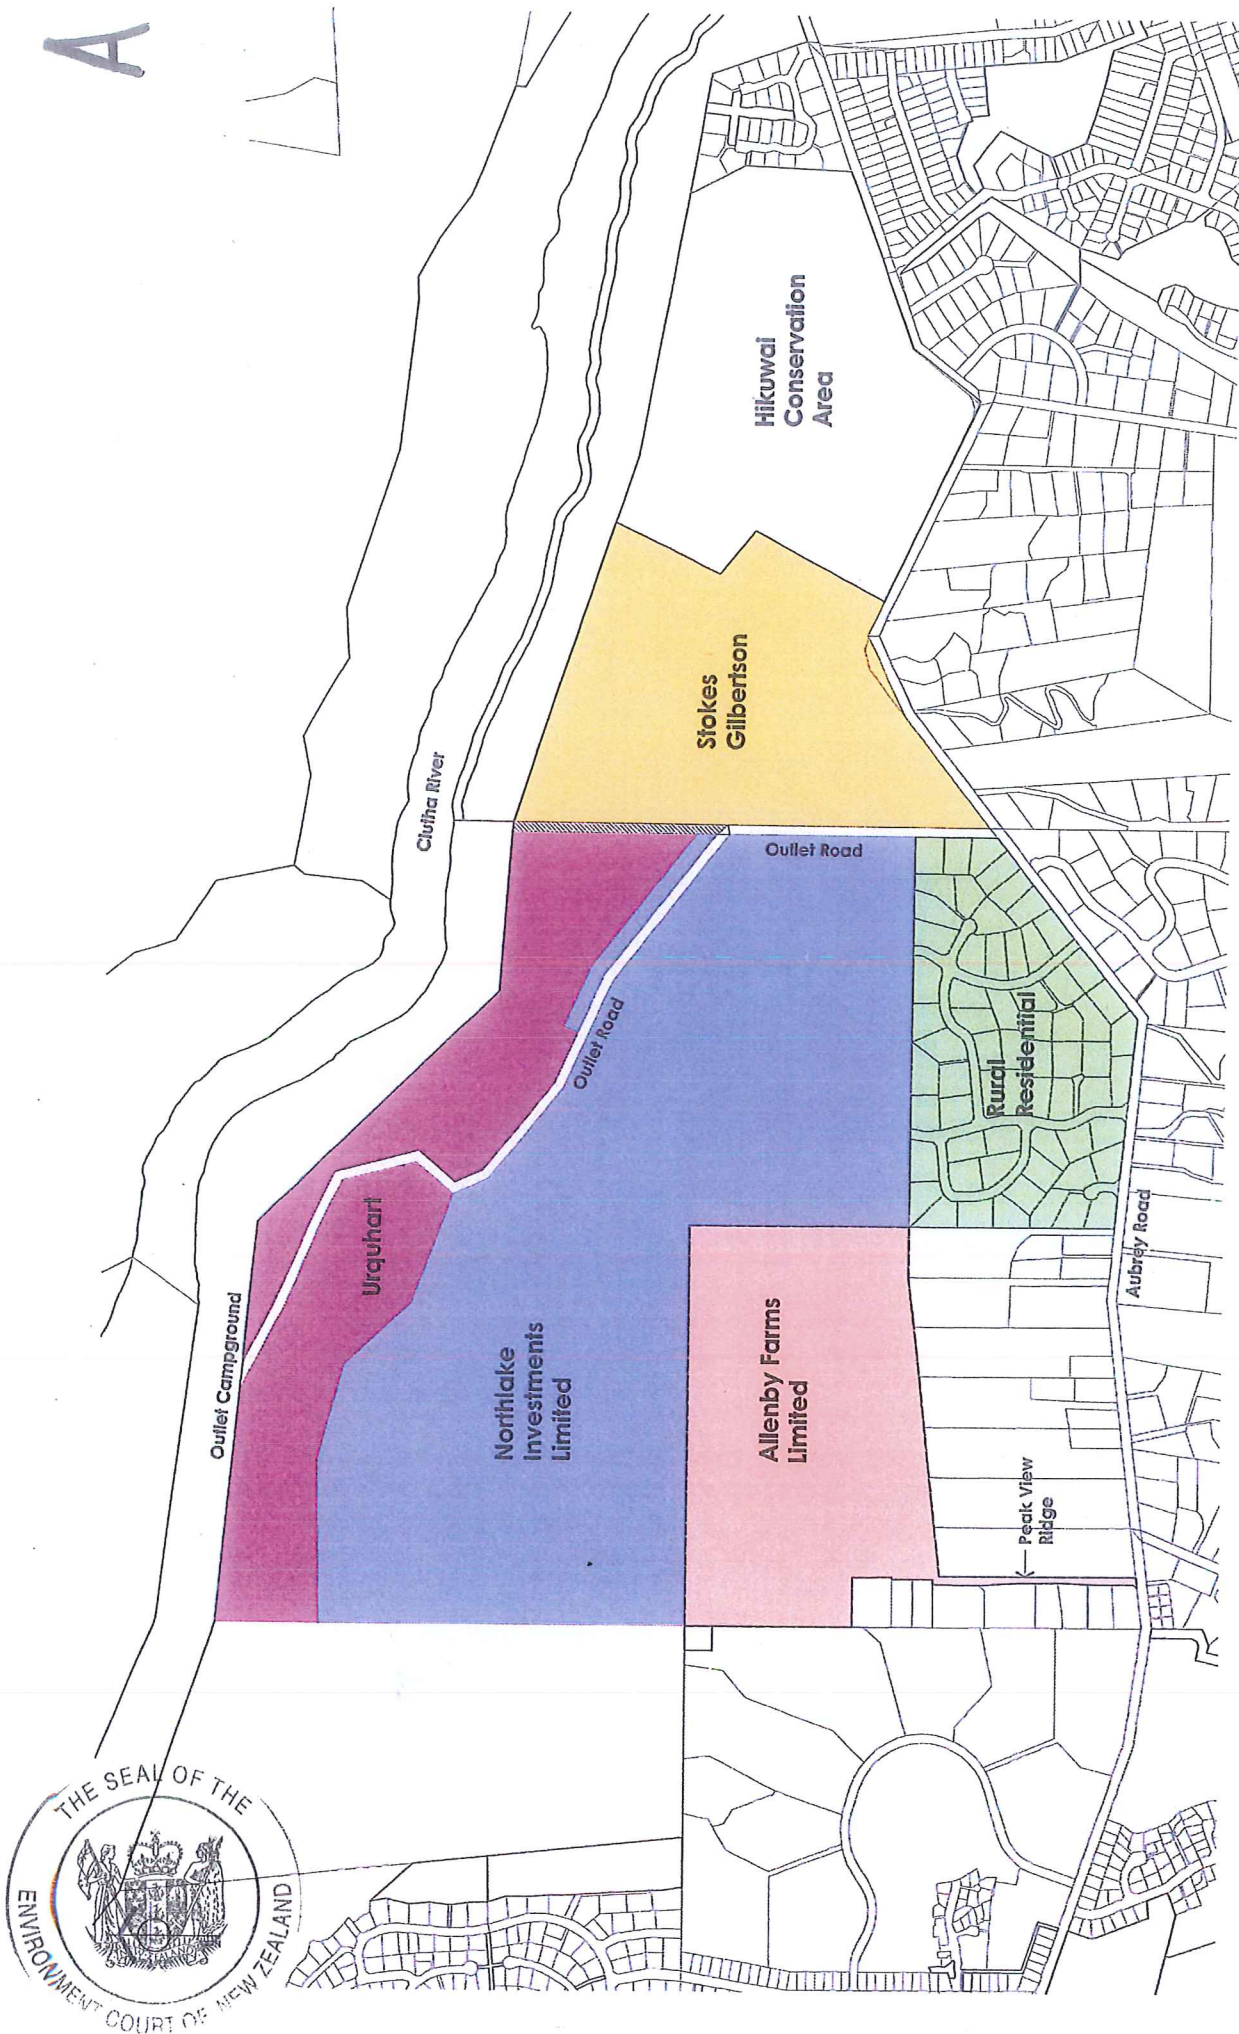 A
Clutha River
Outlet Campground
Urquhart
Outlet Road
Outlet Road
Northlake
Investments
Limited
Allenby Farms
Limited
Stokes
Gilbertson
Hikuwai
Conservation
Area
Rural
Residential
Peak View
Ridge
Aubrey Road
THE SEAL OF THE
ENVIRONMENT COURT OF NEW ZEALAND